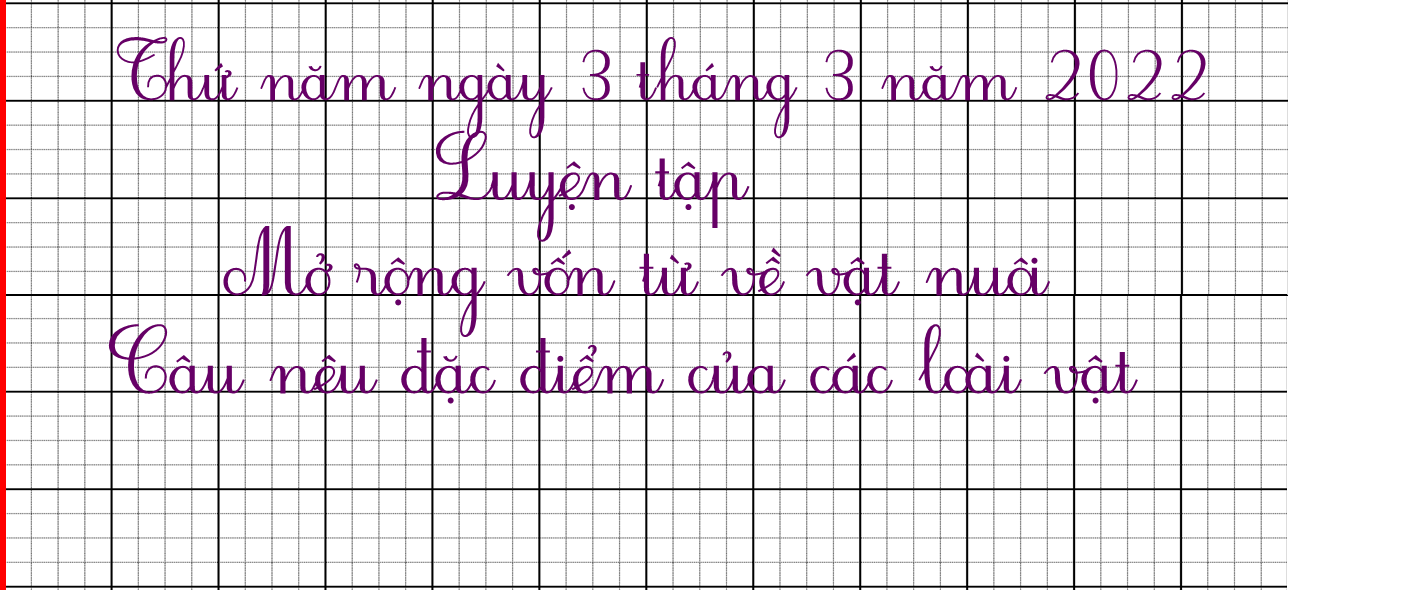 Thứ năm ngày 3 tháng 3 năm 2022
Luyện tập
Mở rộng vốn từ về vật nuôi
Câu nêu đặc điểm của các loài vật